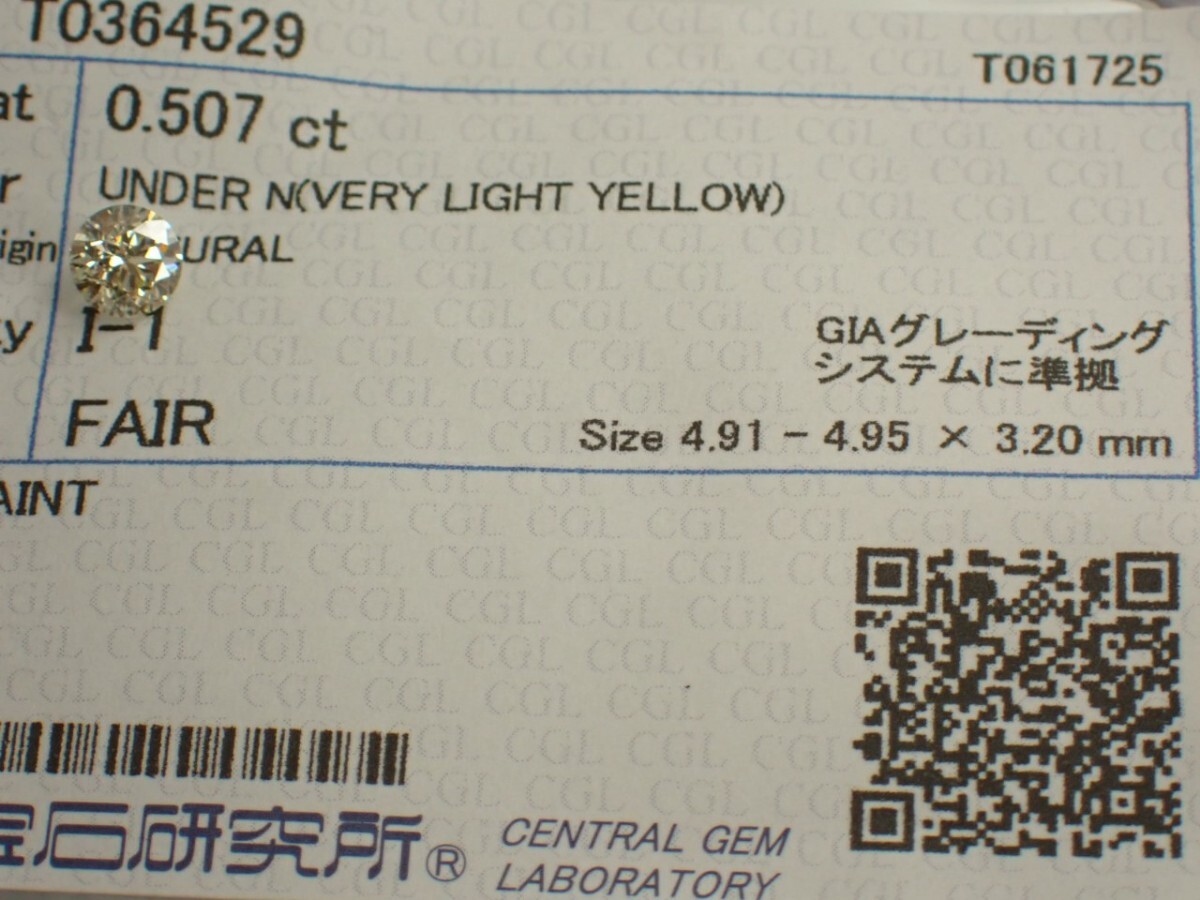 T0364529
T061725
at 0.507 ct
r UNDER N(VERY LIGHT YELLOW)
igin URAL
y I-1
GIAグレーディング
システムに準拠
FAIR
Size 4.91 - 4.95 × 3.20 mm
AINT
石研究所®
CENTRAL GEM
LABORATORY